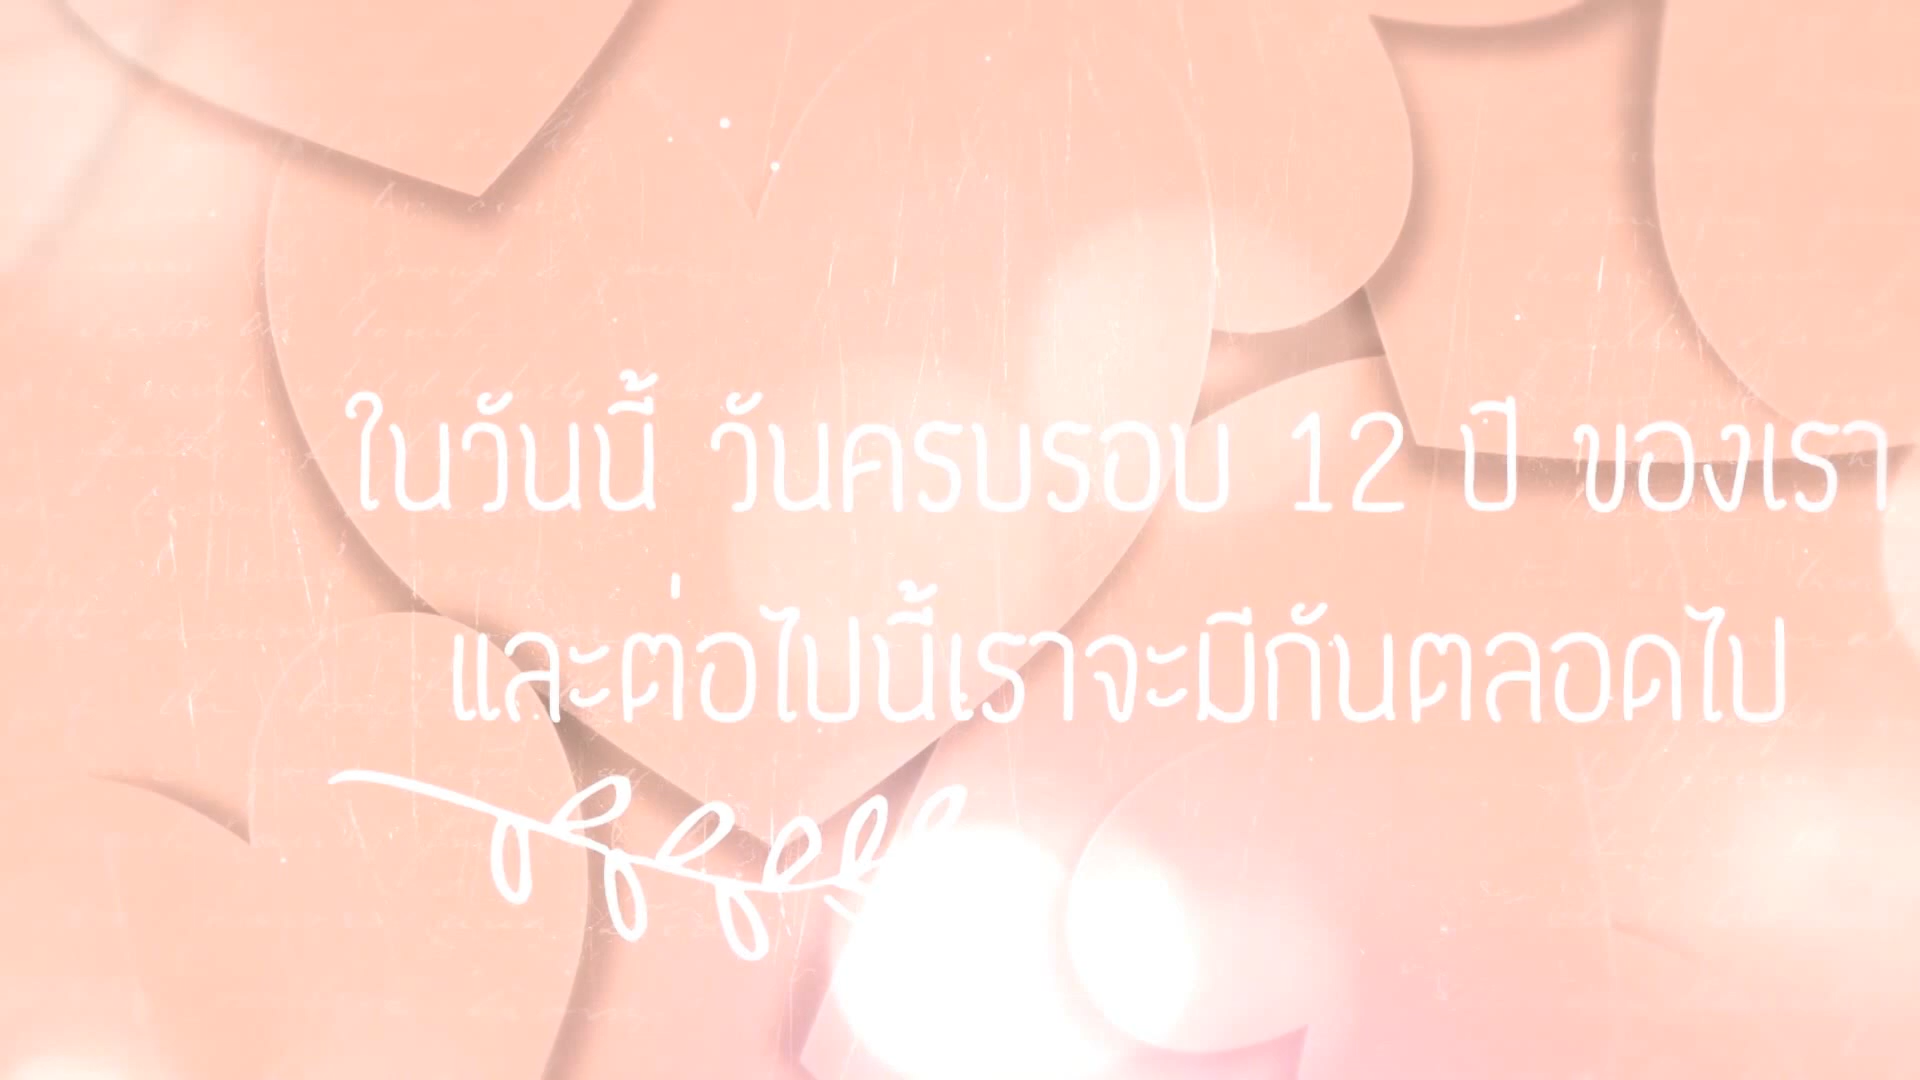 ในวันนี้ วันครบรอบ 12 ปี ของเรา
และต่อไปนี้เราจะมีกันตลอดไป